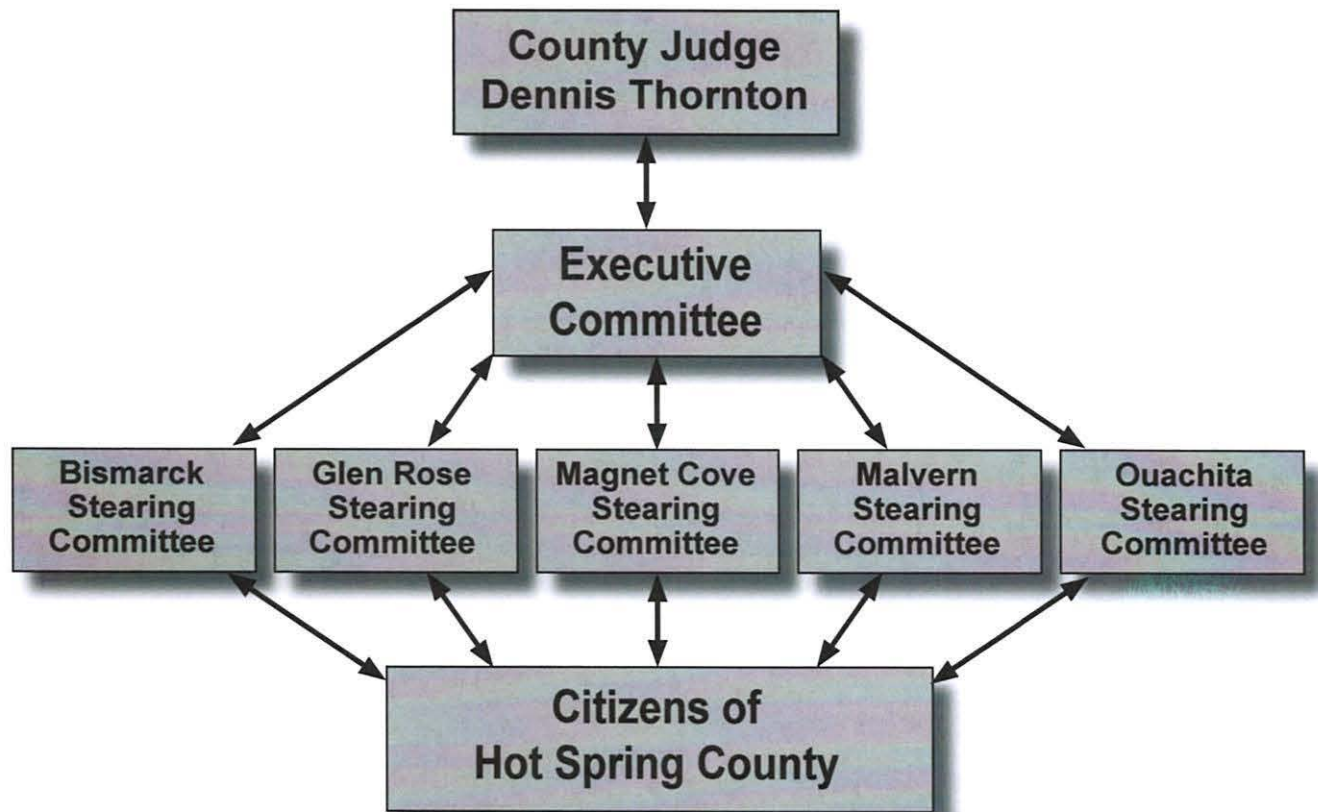 County Judge
Dennis Thornton
Executive
Committee
Bismarck
Stearing
Committee
Glen Rose
Stearing
Committee
Magnet Cove
Stearing
Committee
Malvern
Stearing
Committee
Ouachita
Stearing
Committee
Citizens of
Hot Spring County